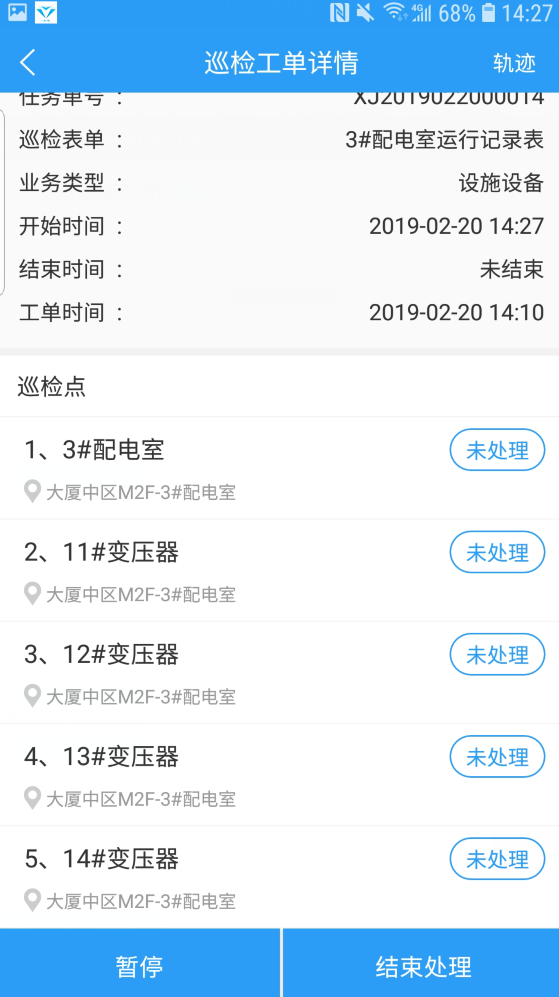 4G 68% 14:27
巡检工单详情 轨迹
任务单号 : XJ2019022000014
巡检表单 : 3#配电室运行记录表
业务类型 : 设施设备
开始时间 : 2019-02-20 14:27
结束时间 : 未结束
工单时间 : 2019-02-20 14:10
巡检点
1、3#配电室 未处理
大厦中区M2F-3#配电室
2、11#变压器 未处理
大厦中区M2F-3#配电室
3、12#变压器 未处理
大厦中区M2F-3#配电室
4、13#变压器 未处理
大厦中区M2F-3#配电室
5、14#变压器 未处理
大厦中区M2F-3#配电室
暂停 结束处理